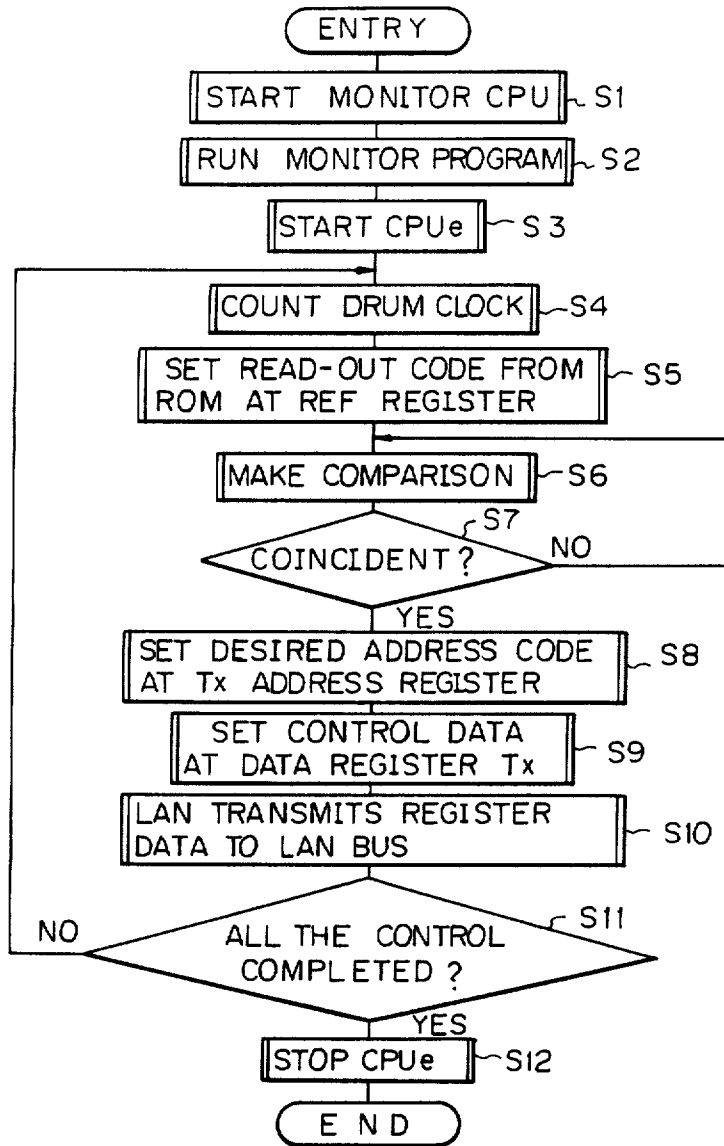 ENTRY
START MONITOR CPU S1
RUN MONITOR PROGRAM S2
START CPUe S3
COUNT DRUM CLOCK S4
SET READ-OUT CODE FROM S5
ROM AT REF REGISTER
MAKE COMPARISON S6
S7
COINCIDENT? NO
YES
SET DESIRED ADDRESS CODE S8
AT Tx ADDRESS REGISTER
SET CONTROL DATA
AT DATA REGISTER Tx S9
LAN TRANSMITS REGISTER
DATA TO LAN BUS S10
S11
NO ALL THE CONTROL
COMPLETED?
YES
STOP CPUe S12
END